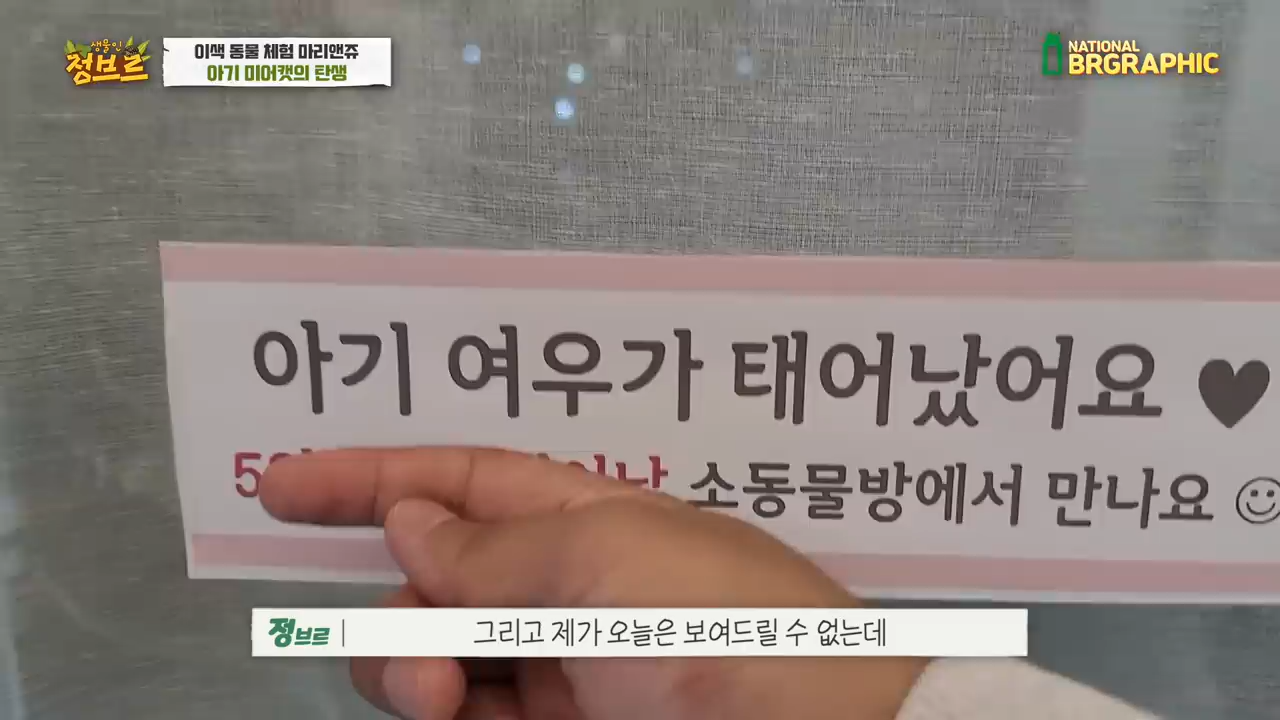 생물인
정브르
이색 동물 체험 마리앤쥬
아기 미어캣의 탄생
NATIONAL
BRGRAPHIC
아기 여우가 태어났어요 ♥
소동물방에서 만나요 ☺
정브르 | 그리고 제가 오늘은 보여드릴 수 없는데